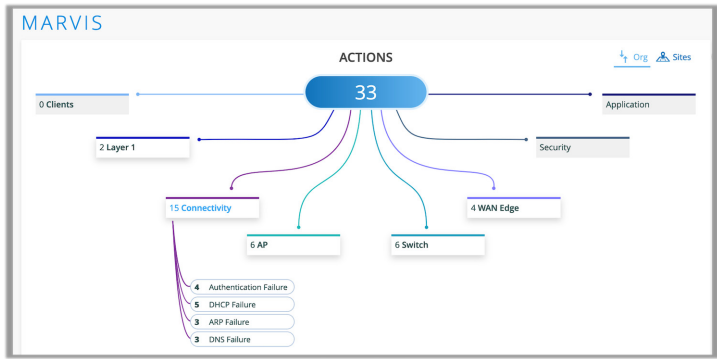 MARVIS
ACTIONS
Org Sites
33
0 Clients
Application
2 Layer 1
Security
15 Connectivity
4 WAN Edge
6 AP
6 Switch
4 Authentication Failure
5 DHCP Failure
3 ARP Failure
3 DNS Failure